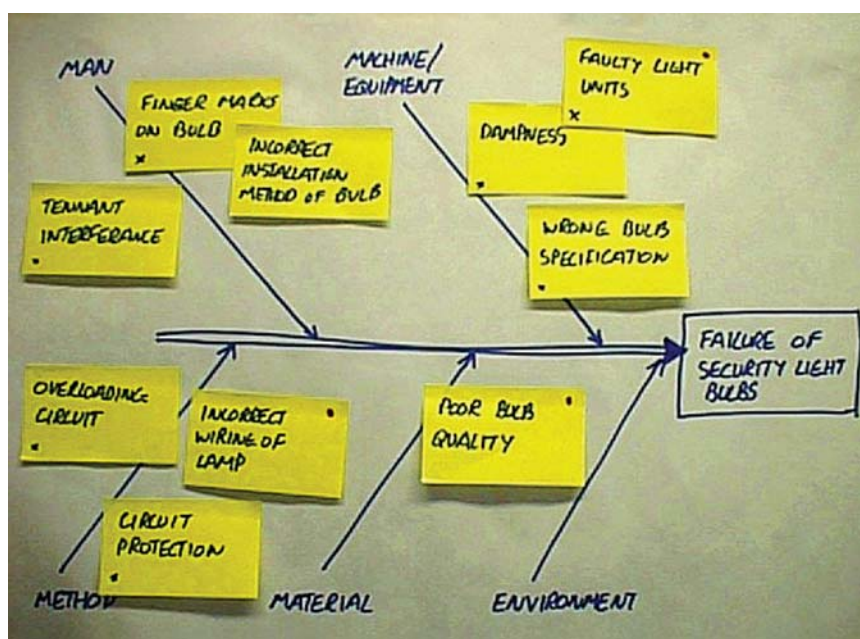 MAN
FINGER MARKS
ON BULB
INCORRECT
INSTALLATION
METHOD OF BULB
TENNANT
INTERFERANCE
MACHINE/
EQUIPMENT
FAULTY LIGHT
UNITS
DAMPNESS
WRONG BULB
SPECIFICATION
FAILURE OF
SECURITY LIGHT
BULBS
OVERLOADING
CIRCUIT
INCORRECT
WIRING OF
LAMP
CIRCUIT
PROTECTION
METHOD
POOR BULB
QUALITY
MATERIAL
ENVIRONMENT